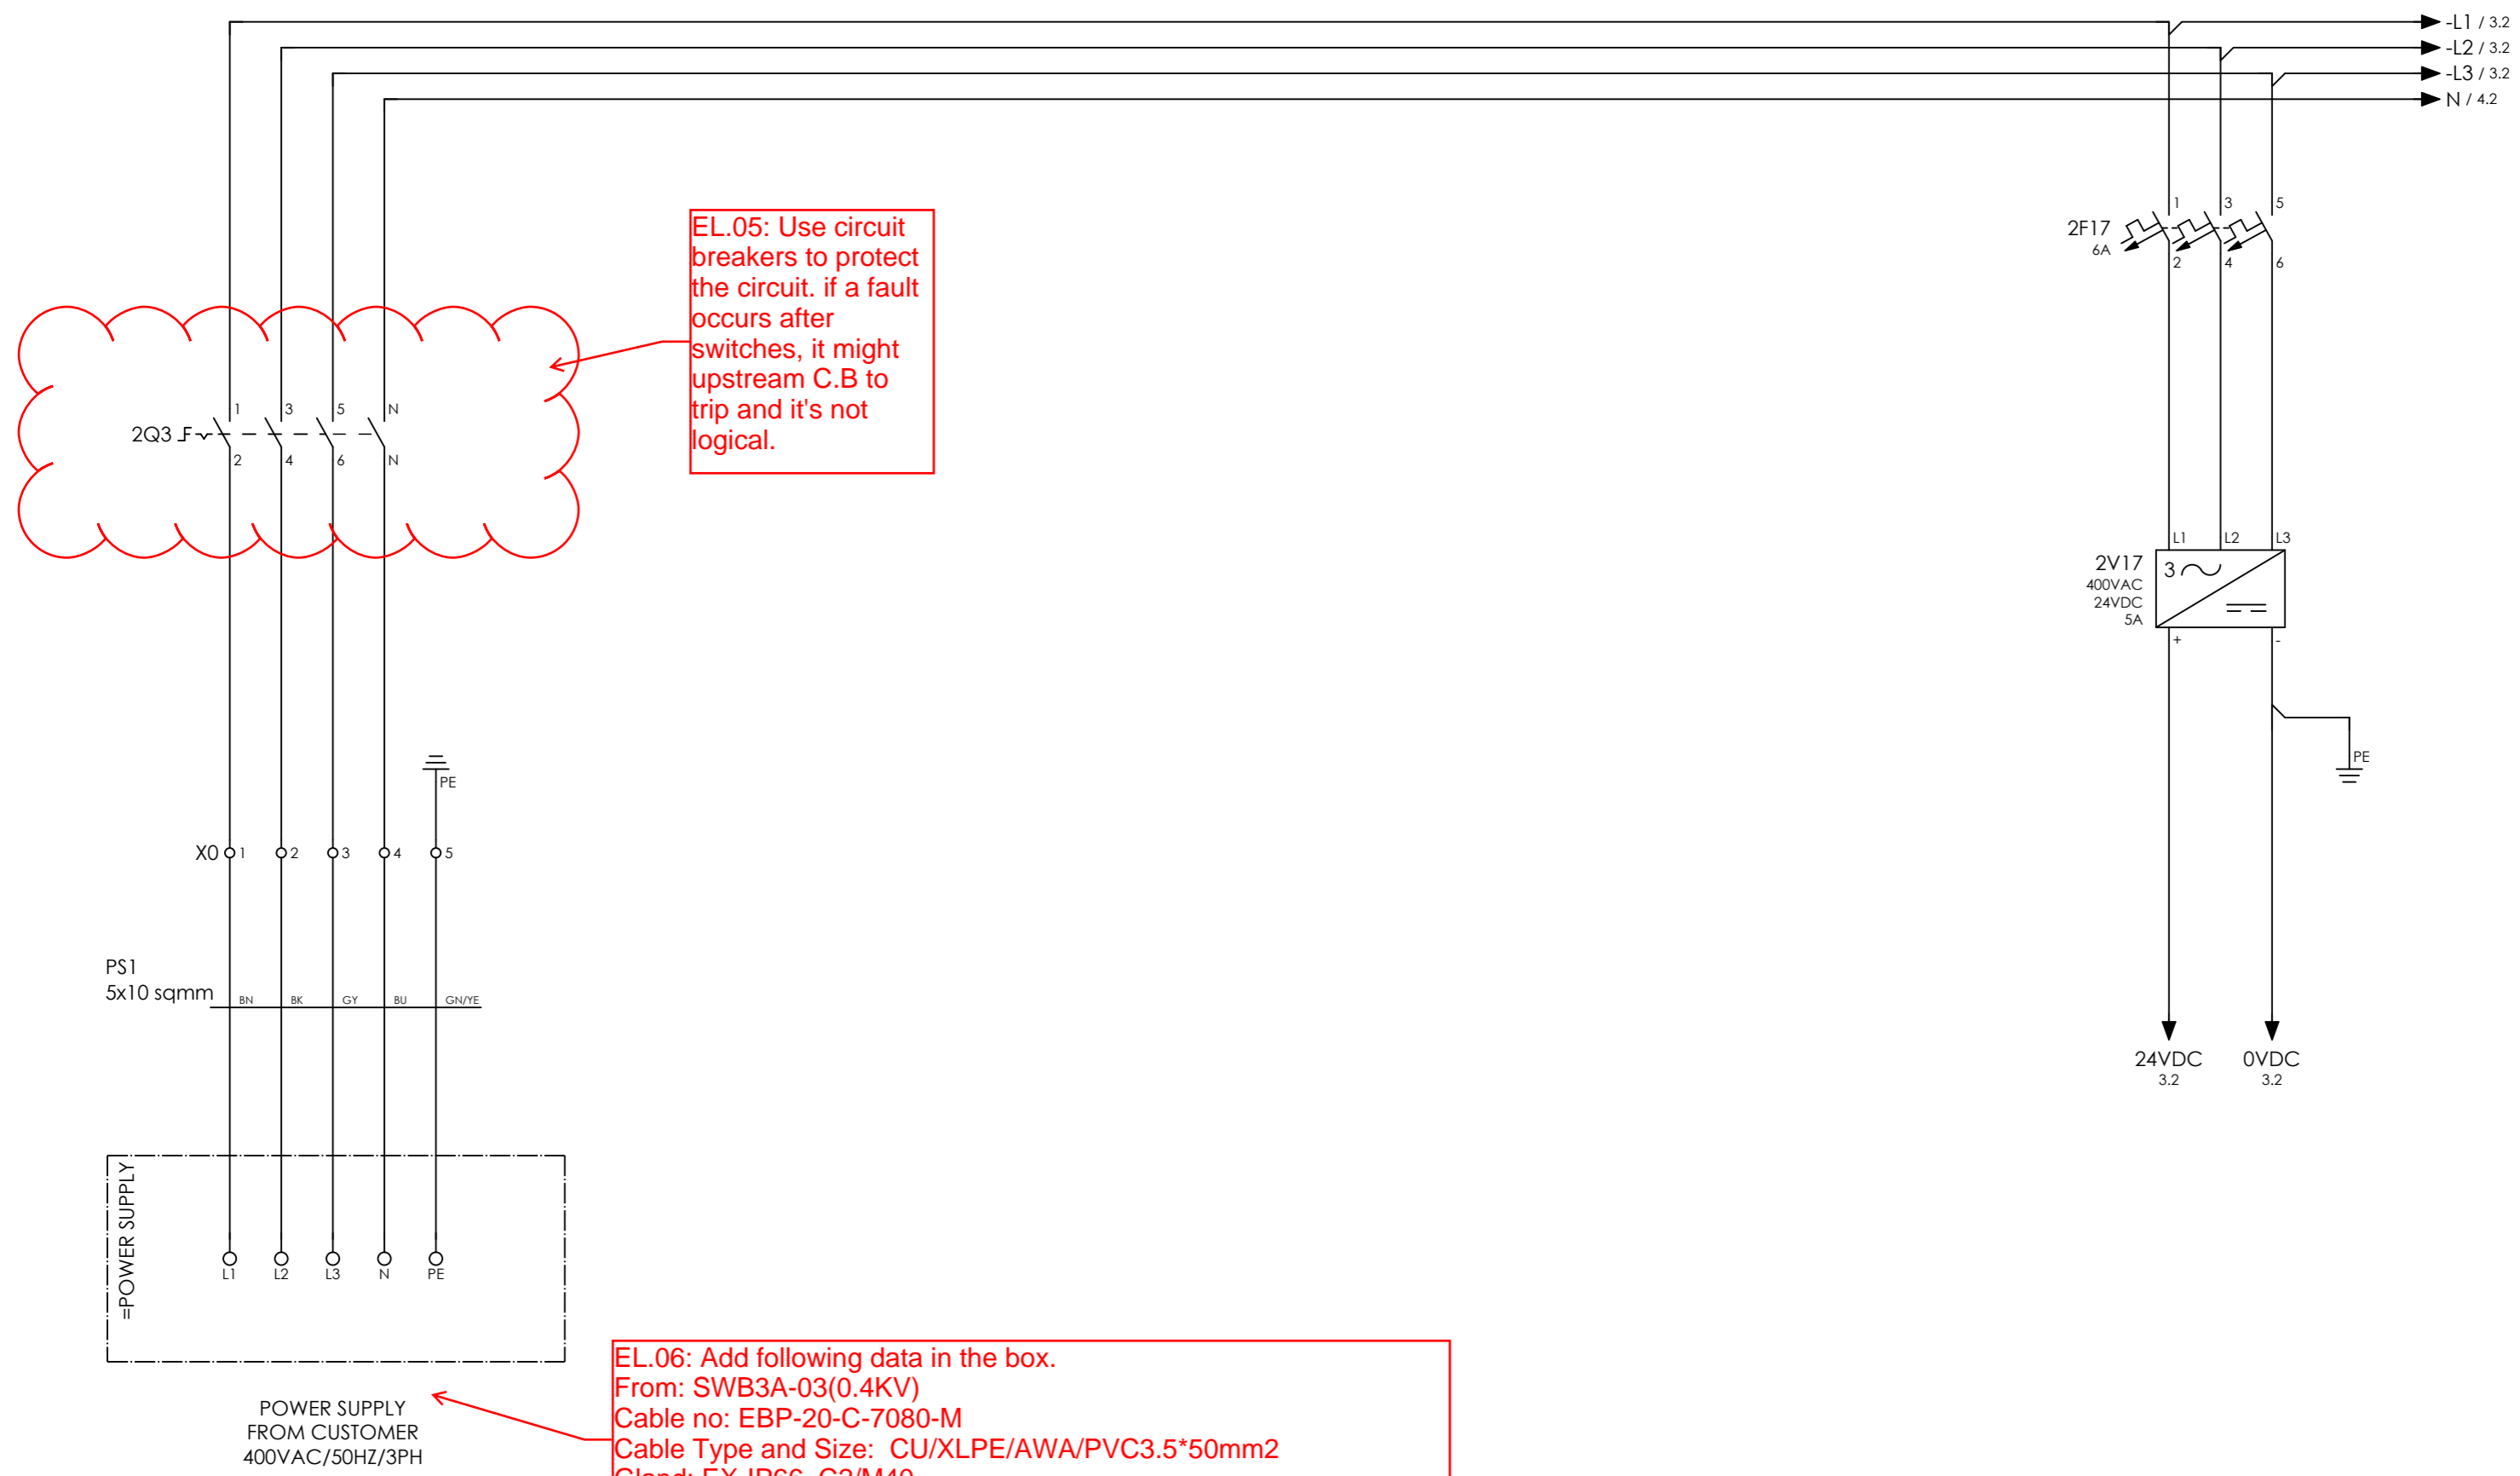 -L1 / 3.2
-L2 / 3.2
-L3 / 3.2
N / 4.2
EL.05: Use circuit
breakers to protect
the circuit. if a fault
occurs after
switches, it might
upstream C.B to
trip and it's not
logical.
2F17
6A
1 3 5
2 4 6
2Q3
1 3 5 N
2 4 6 N
L1 L2 L3
2V17
400VAC
24VDC
5A
3
+ -
PE
PE
X0 1 2 3 4 5
PS1
5x10 sqmm
BN BK GY BU GN/YE
24VDC 0VDC
3.2 3.2
=POWER SUPPLY
L1 L2 L3 N PE
POWER SUPPLY
FROM CUSTOMER
400VAC/50HZ/3PH
EL.06: Add following data in the box.
From: SWB3A-03(0.4KV)
Cable no: EBP-20-C-7080-M
Cable Type and Size:  CU/XLPE/AWA/PVC3.5*50mm2